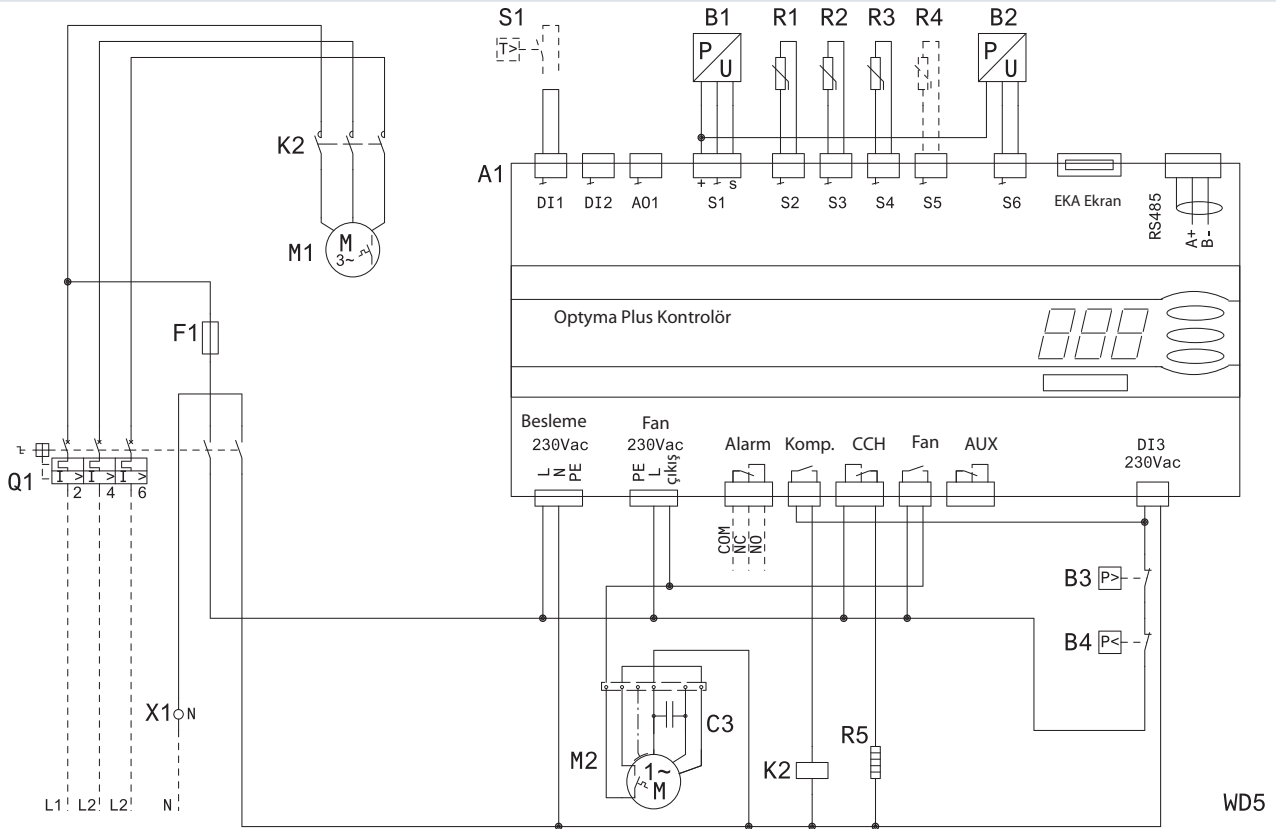 S1 B1 R1 R2 R3 R4 B2
T>
P
U
P
U
K2
A1
+ s
DI1 DI2 AO1 S1 S2 S3 S4 S5 S6 EKA Ekran RS485
A+
B-
M1
M
3~
F1
Optyma Plus Kontrolör
Besleme
230Vac
L
N
PE
Fan
230Vac
PE
L
çıkış
Alarm Komp. CCH Fan AUX
DI3
230Vac
Q1
I > I > I >
2 4 6
COM
NC
NO
B3 P>
B4 P<
X1 N
C3
M2
1~
M
K2
R5
L1 L2 L2 N
WD5